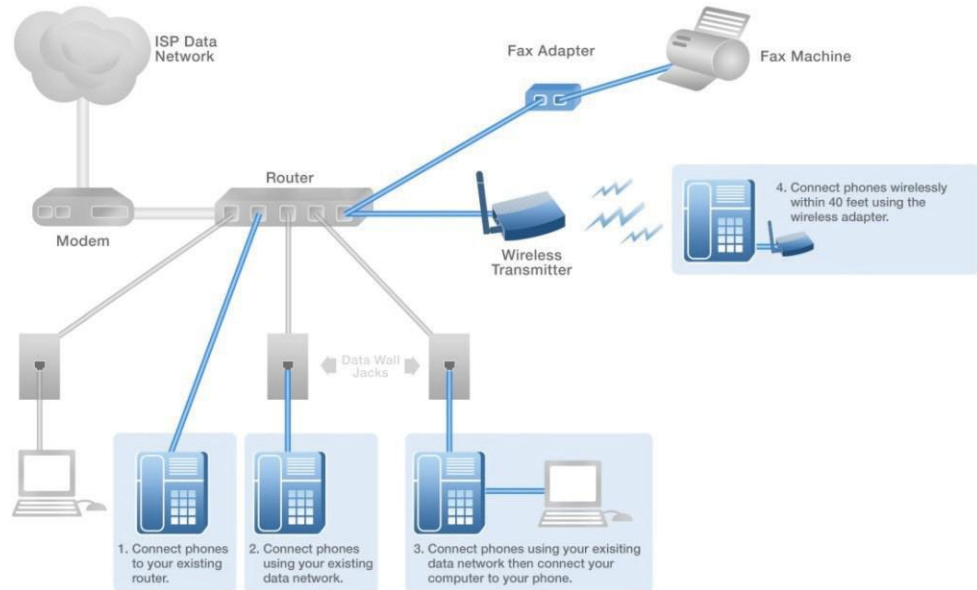 ISP Data
Network
Fax Adapter
Fax Machine
Router
Modem
Wireless
Transmitter
4. Connect phones wirelessly
within 40 feet using the
wireless adapter.
Data Wall
Jacks
1. Connect phones
to your existing
router.
2. Connect phones
using your existing
data network.
3. Connect phones using your exisiting
data network then connect your
computer to your phone.